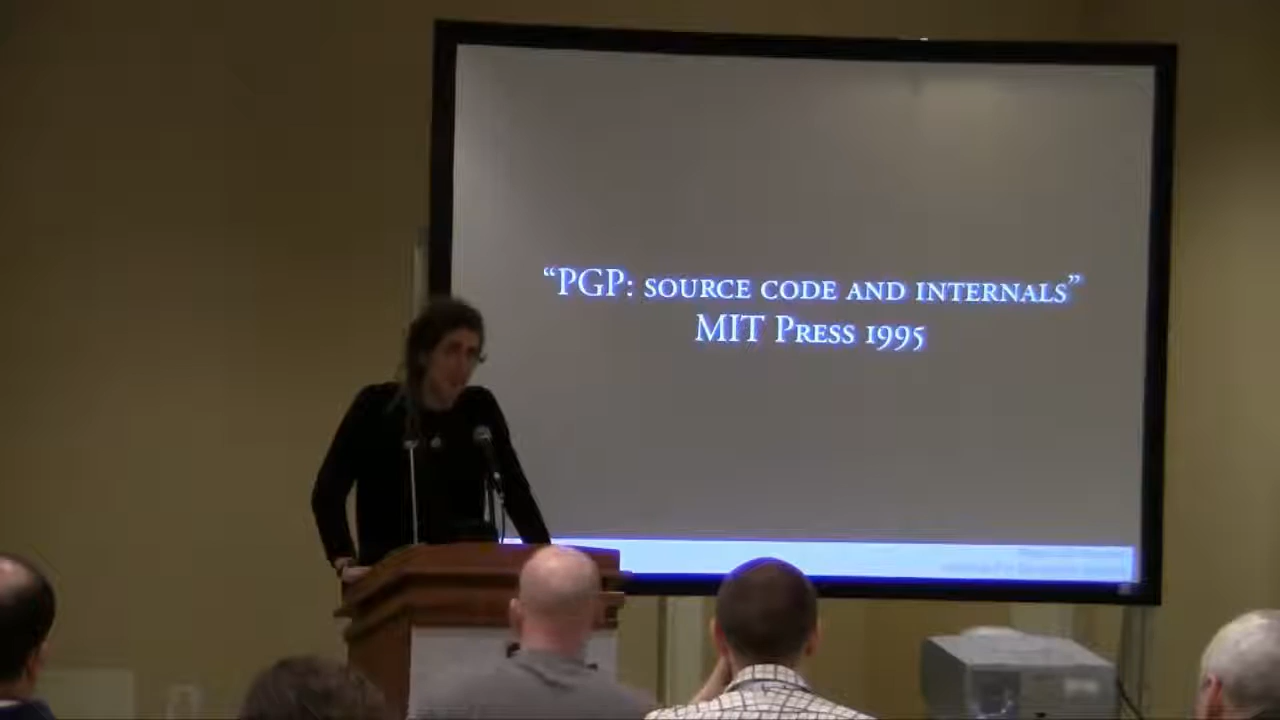 “PGP: SOURCE CODE AND INTERNALS”
MIT PRESS 1995